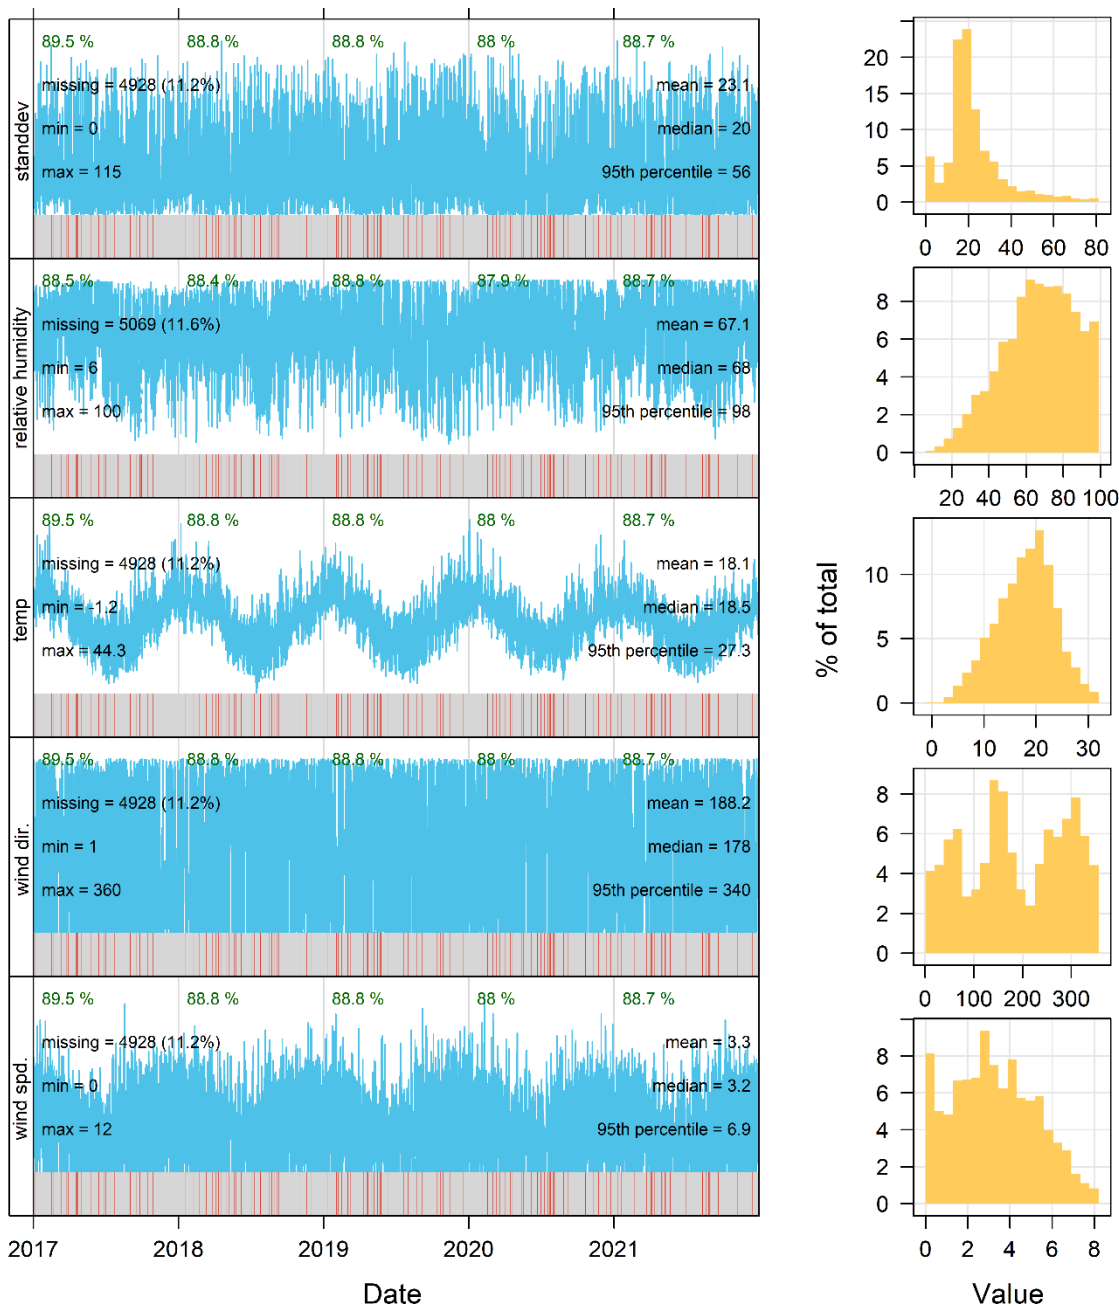 89.5 % 88.8 % 88.8 % 88 % 88.7 %
missing = 4928 (11.2%) mean = 23.1
min = 0 median = 20
max = 115 95th percentile = 56
standdev
88.5 % 88.4 % 88.8 % 87.9 % 88.7 %
missing = 5069 (11.6%) mean = 67.1
min = 6 median = 68
max = 100 95th percentile = 98
relative humidity
89.5 % 88.8 % 88.8 % 88 % 88.7 %
missing = 4928 (11.2%) mean = 18.1
min = -1.2 median = 18.5
max = 44.3 95th percentile = 27.3
temp
89.5 % 88.8 % 88.8 % 88 % 88.7 %
missing = 4928 (11.2%) mean = 188.2
min = 1 median = 178
max = 360 95th percentile = 340
wind dir.
89.5 % 88.8 % 88.8 % 88 % 88.7 %
missing = 4928 (11.2%) mean = 3.3
min = 0 median = 3.2
max = 12 95th percentile = 6.9
wind spd.
2017 2018 2019 2020 2021
Date
% of total
20
15
10
5
0
0 20 40 60 80
8
6
4
2
0
20 40 60 80 100
10
5
0
0 10 20 30
8
6
4
2
0
0 100 200 300
8
6
4
2
0
0 2 4 6 8
Value